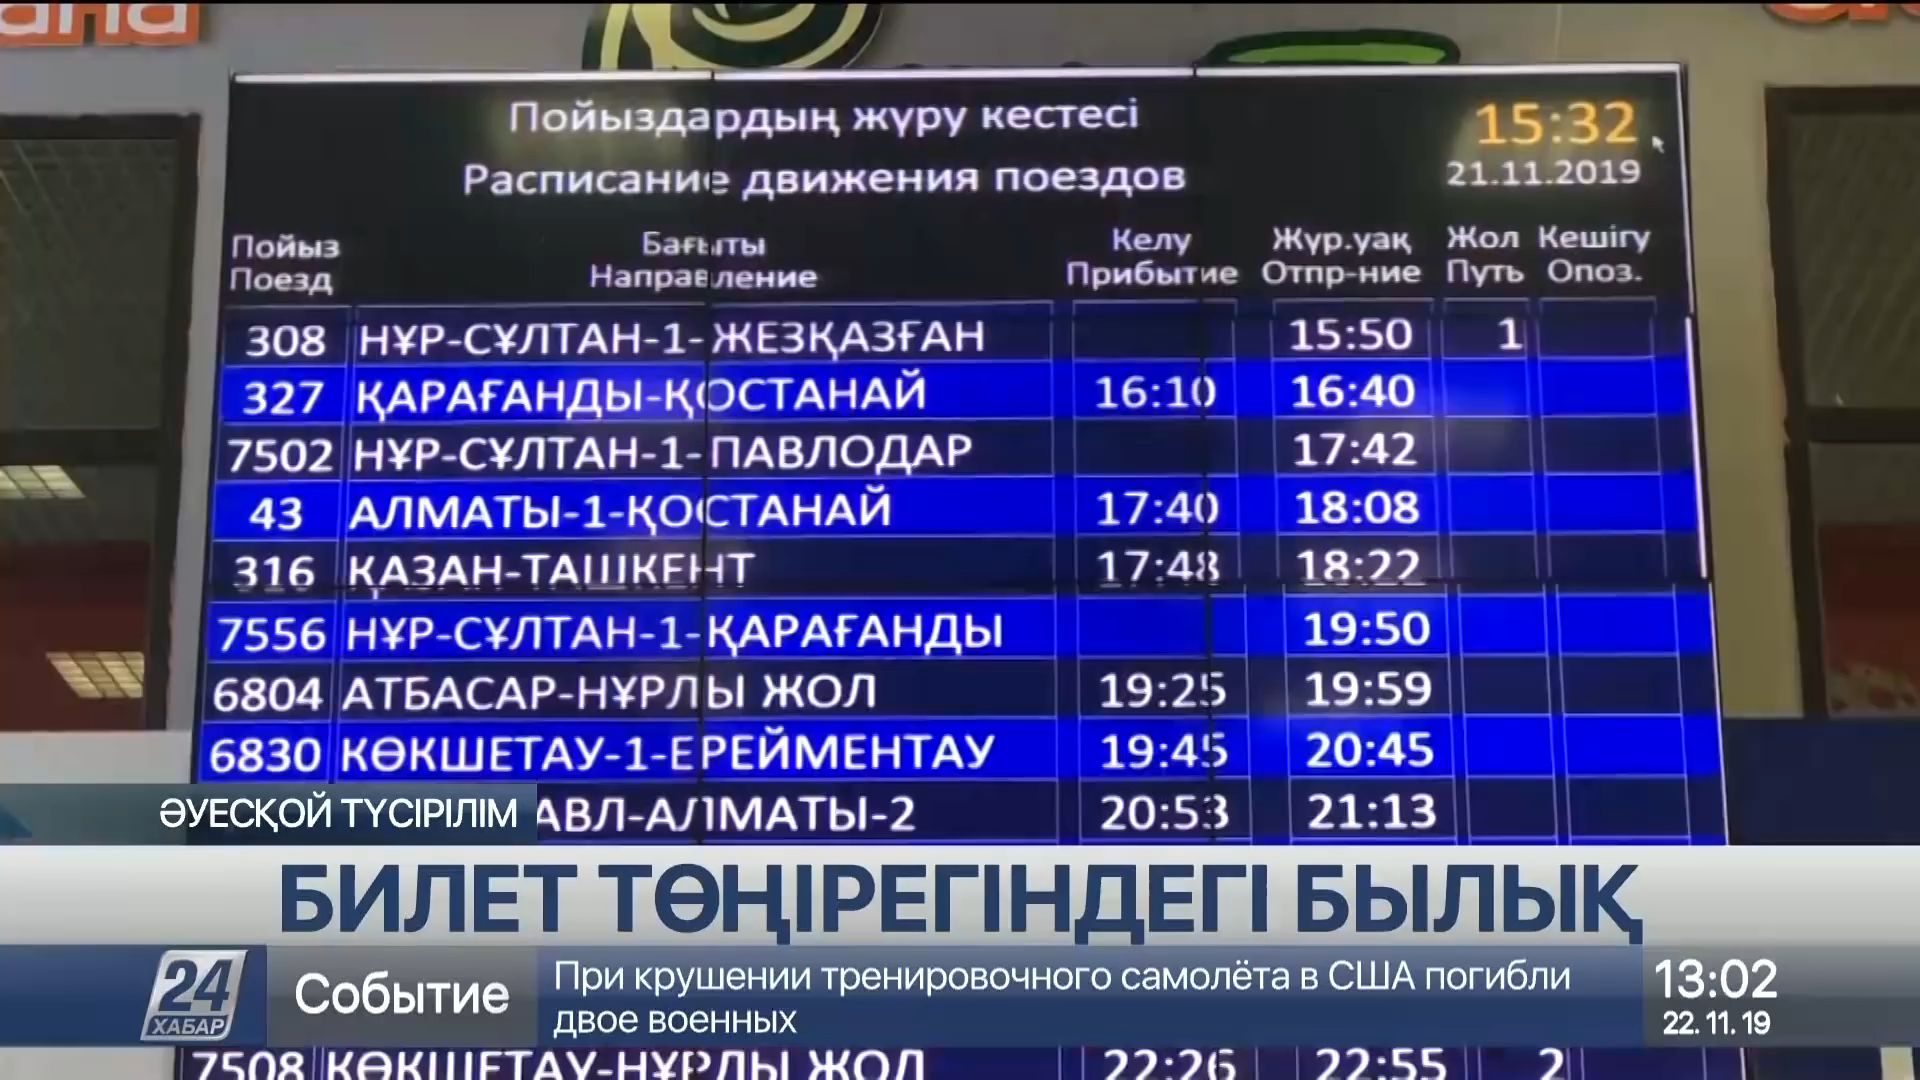 ана
Пойыздардың жүру кестесі
15:32
Расписание движения поездов
21.11.2019
Пойыз Бағыты Келу Жүр.уақ Жол Кешігу
Поезд Направление Прибытие Отпр-ние Путь Опоз.
308 НҰР-СҰЛТАН-1-ЖЕЗҚАЗҒАН 15:50 1
327 ҚАРАҒАНДЫ-ҚОСТАНАЙ 16:10 16:40
7502 НҰР-СҰЛТАН-1-ПАВЛОДАР 17:42
43 АЛМАТЫ-1-ҚОСТАНАЙ 17:40 18:08
316 ҚАЗАН-ТАШКЕНТ 17:48 18:22
7556 НҰР-СҰЛТАН-1-ҚАРАҒАНДЫ 19:50
6804 АТБАСАР-НҰРЛЫ ЖОЛ 19:25 19:59
6830 КӨКШЕТАУ-1-ЕРЕЙМЕНТАУ 19:45 20:45
АВЛ-АЛМАТЫ-2 20:53 21:13
ӘУЕСҚОЙ ТҮСІРІЛІМ
БИЛЕТ ТӨҢІРЕГІНДЕГІ БЫЛЫҚ
24 ХАБАР
Событие
При крушении тренировочного самолёта в США погибли
двое военных
13:02
22.11.19
7508 КӨКШЕТАУ-НҰРЛЫ ЖОЛ 22:26 22:55 2